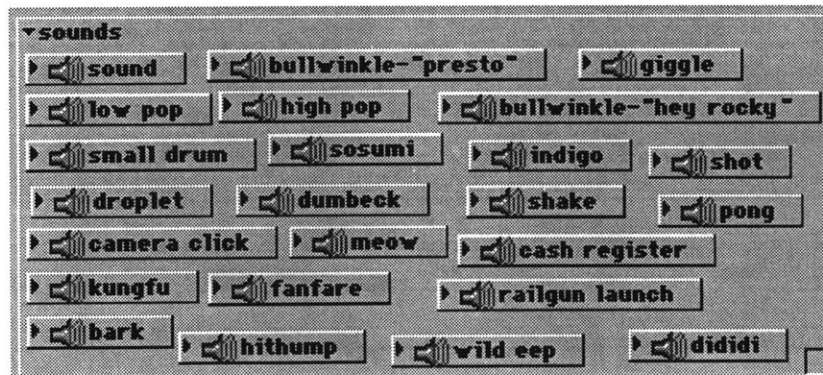 sounds
sound bullwinkle-"presto" giggle
low pop high pop bullwinkle-"hey rocky"
small drum sosumi indigo shot
droplet dumbeck shake pong
camera click meow cash register
kungfu fanfare railgun launch
bark hithump wild eep dididi